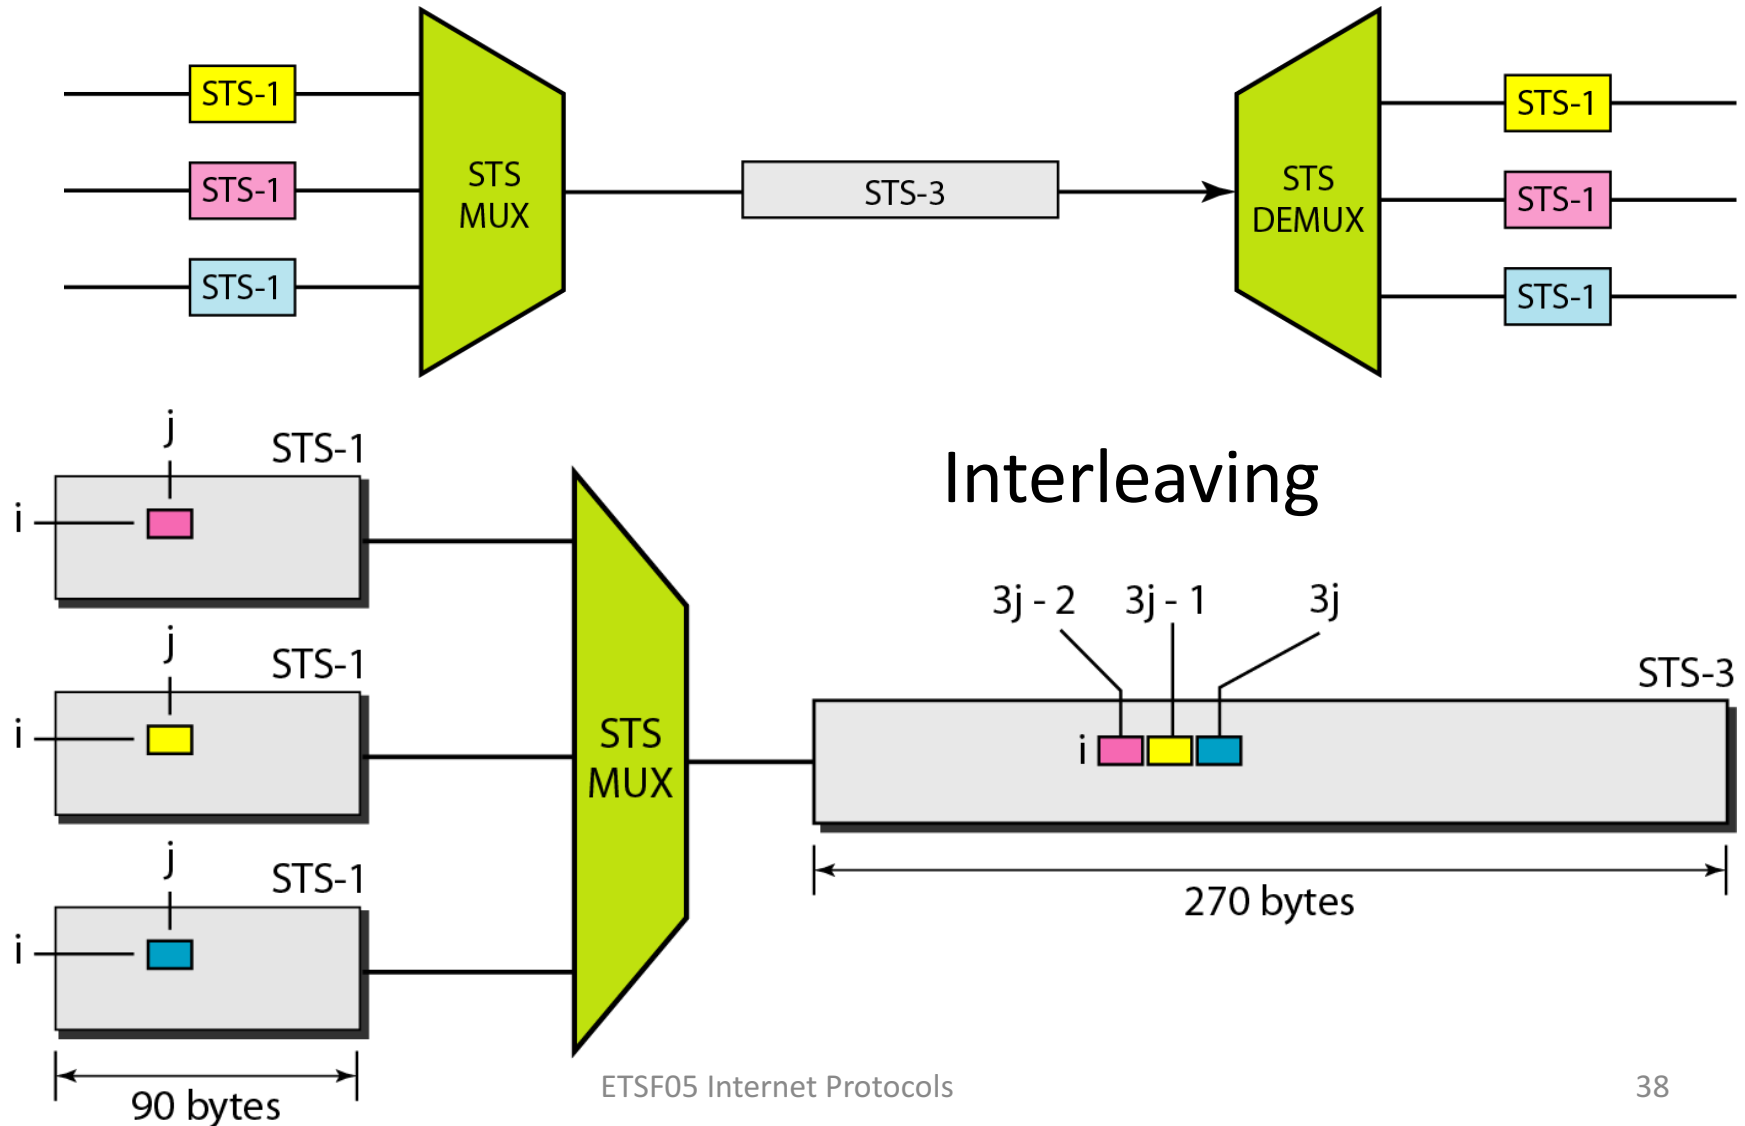 STS-1
STS-1
STS-1
STS
MUX
STS-3
STS
DEMUX
STS-1
STS-1
STS-1
Interleaving
j
STS-1
i
j
STS-1
i
j
STS-1
i
90 bytes
STS
MUX
3j - 2
3j - 1
3j
STS-3
i
270 bytes
ETSF05 Internet Protocols
38